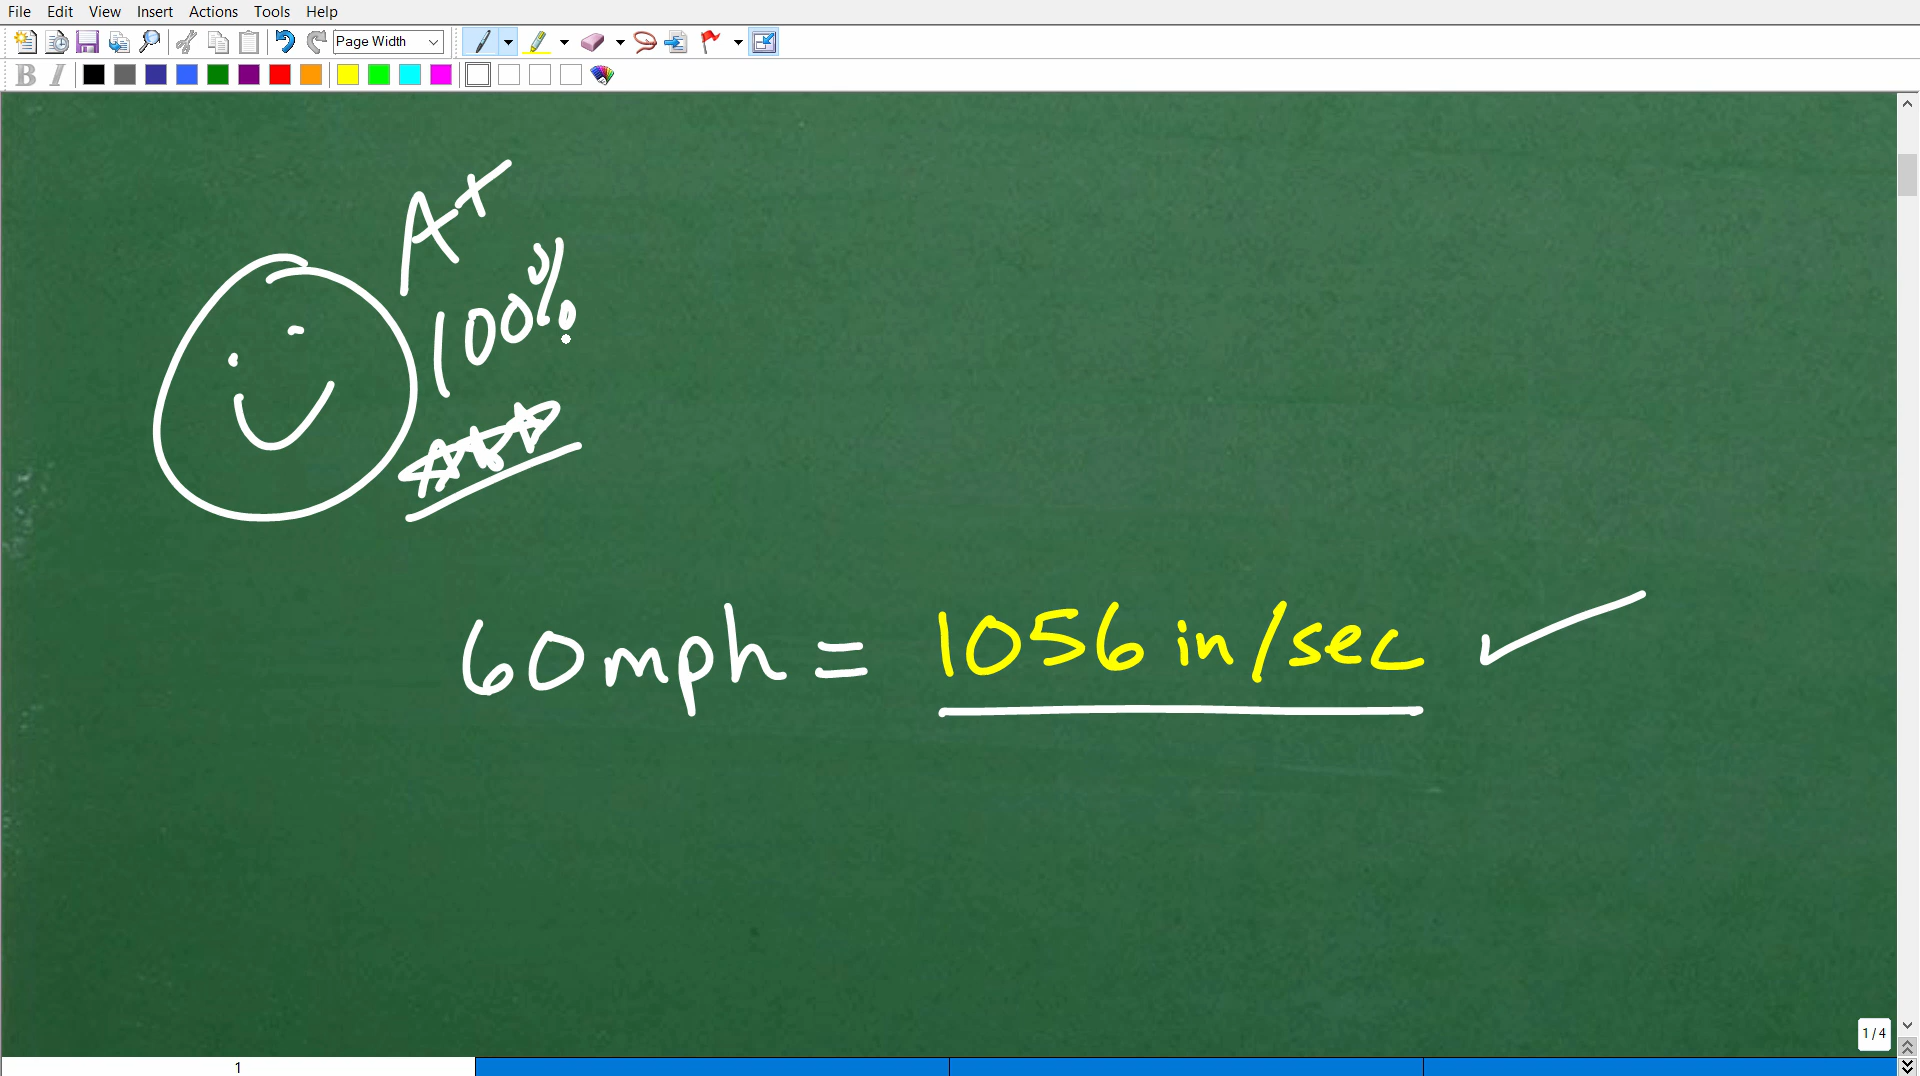 File Edit View Insert Actions Tools Help
Page Width
B I
A+
100%
60mph = 1056 in/sec
1/4
1